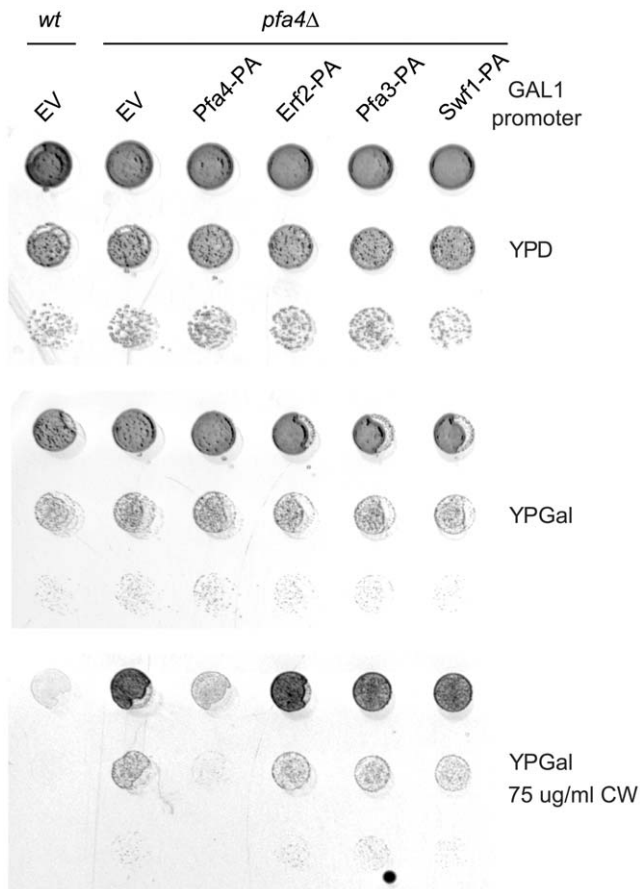 wt pfa4Δ
EV EV Pfa4-PA Erf2-PA Pfa3-PA Swf1-PA GAL1
promoter
YPD
YPGal
YPGal
75 ug/ml CW